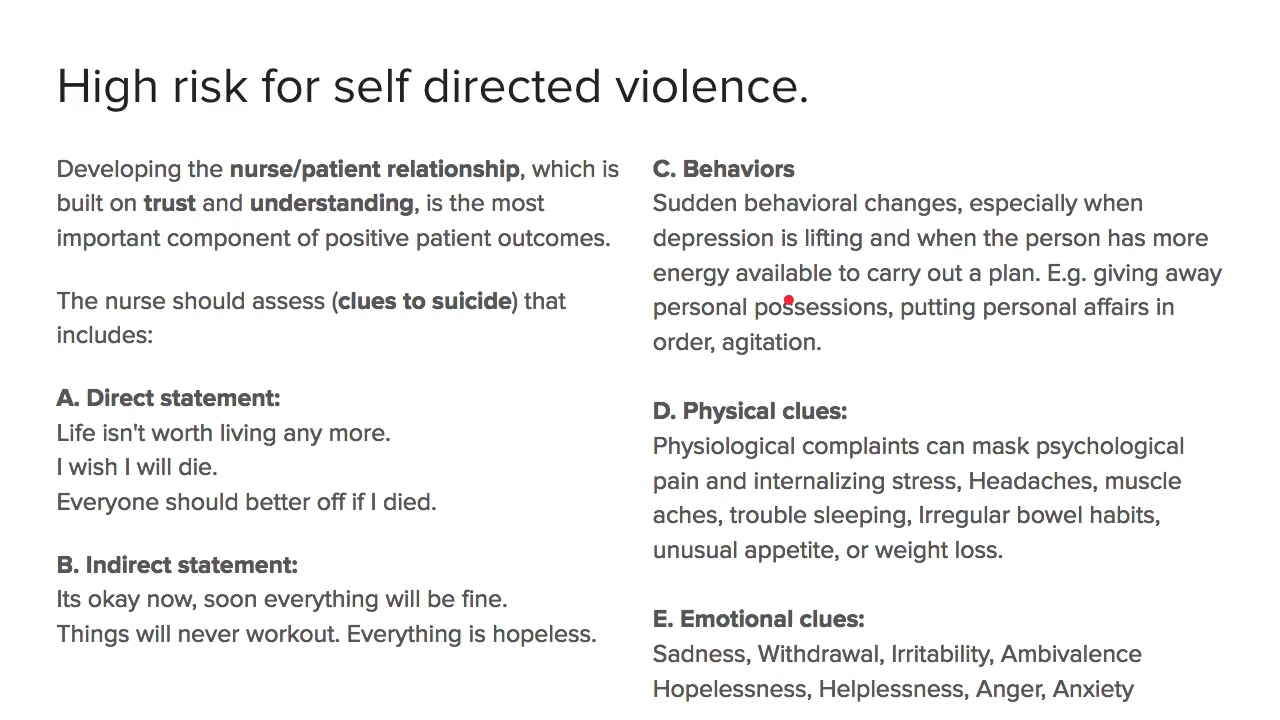 High risk for self directed violence.
Developing the nurse/patient relationship, which is
built on trust and understanding, is the most
important component of positive patient outcomes.
The nurse should assess (clues to suicide) that
includes:
A. Direct statement:
Life isn't worth living any more.
I wish I will die.
Everyone should better off if I died.
B. Indirect statement:
Its okay now, soon everything will be fine.
Things will never workout. Everything is hopeless.
C. Behaviors
Sudden behavioral changes, especially when
depression is lifting and when the person has more
energy available to carry out a plan. E.g. giving away
personal possessions, putting personal affairs in
order, agitation.
D. Physical clues:
Physiological complaints can mask psychological
pain and internalizing stress, Headaches, muscle
aches, trouble sleeping, Irregular bowel habits,
unusual appetite, or weight loss.
E. Emotional clues:
Sadness, Withdrawal, Irritability, Ambivalence
Hopelessness, Helplessness, Anger, Anxiety